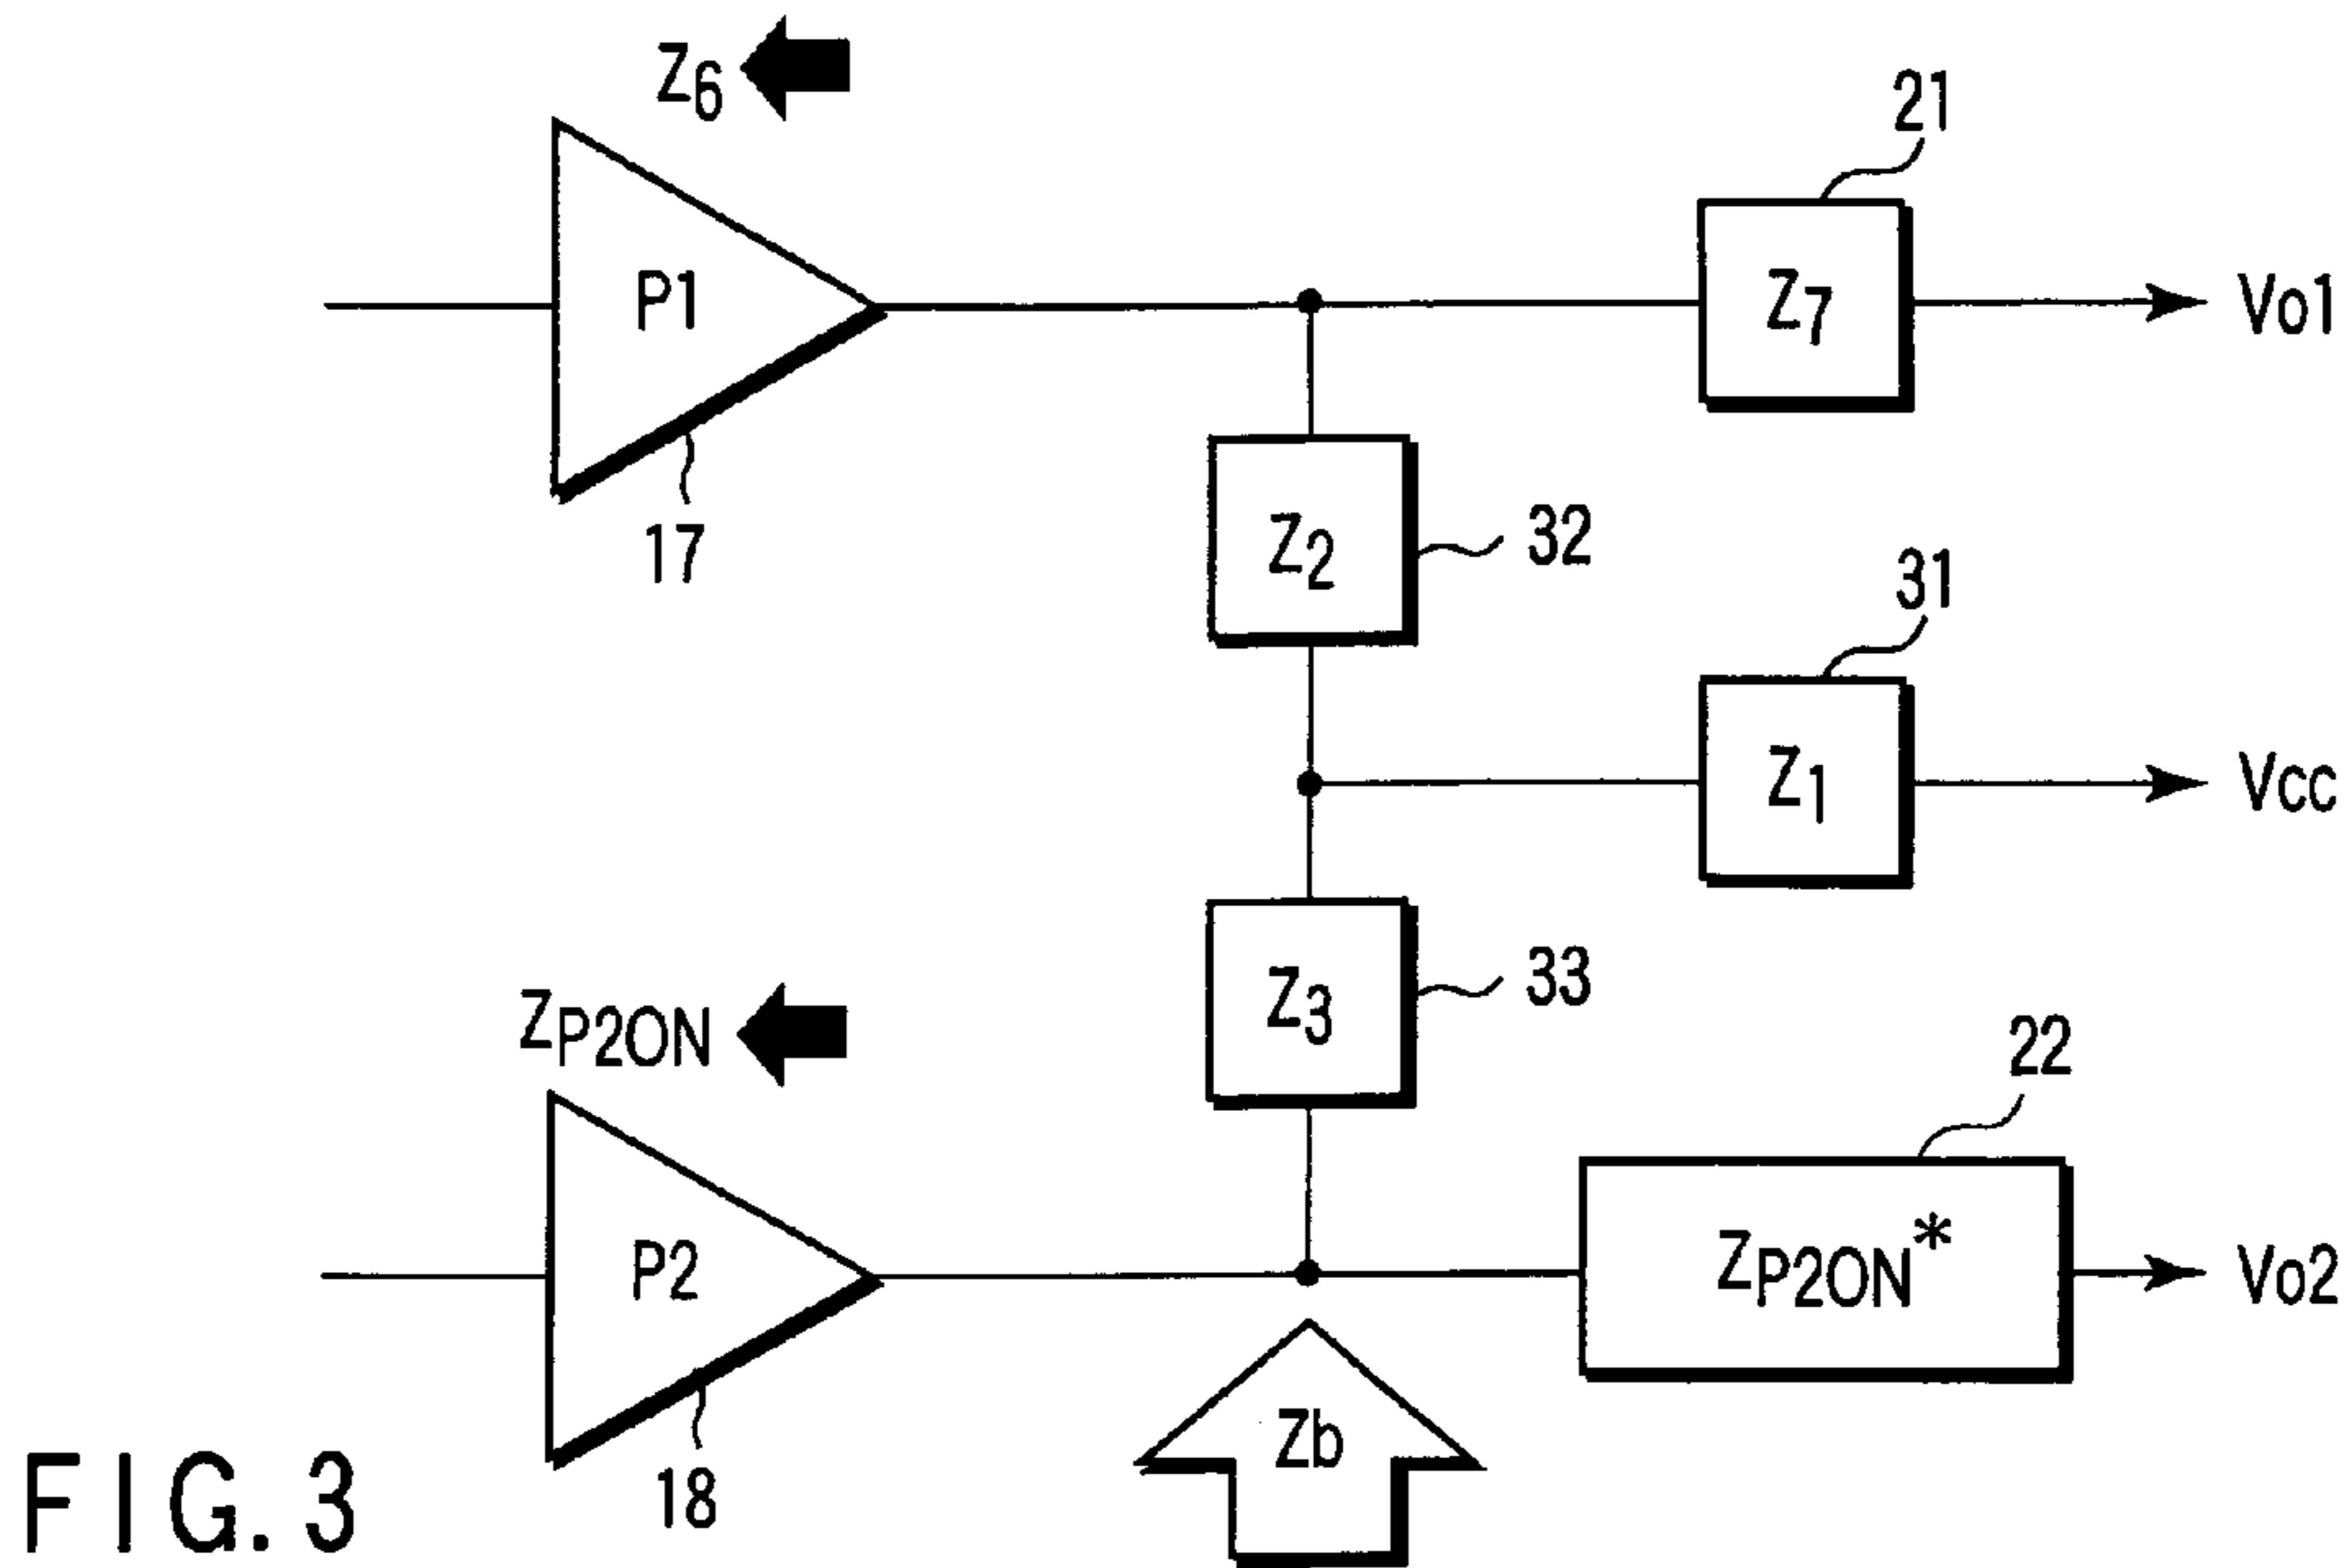 Z6
21
P1
Z7
Vo1
17
Z2
32
31
Z1
Vcc
Z3
33
ZP2ON
22
P2
ZP2ON*
Vo2
Zb
18
FIG. 3